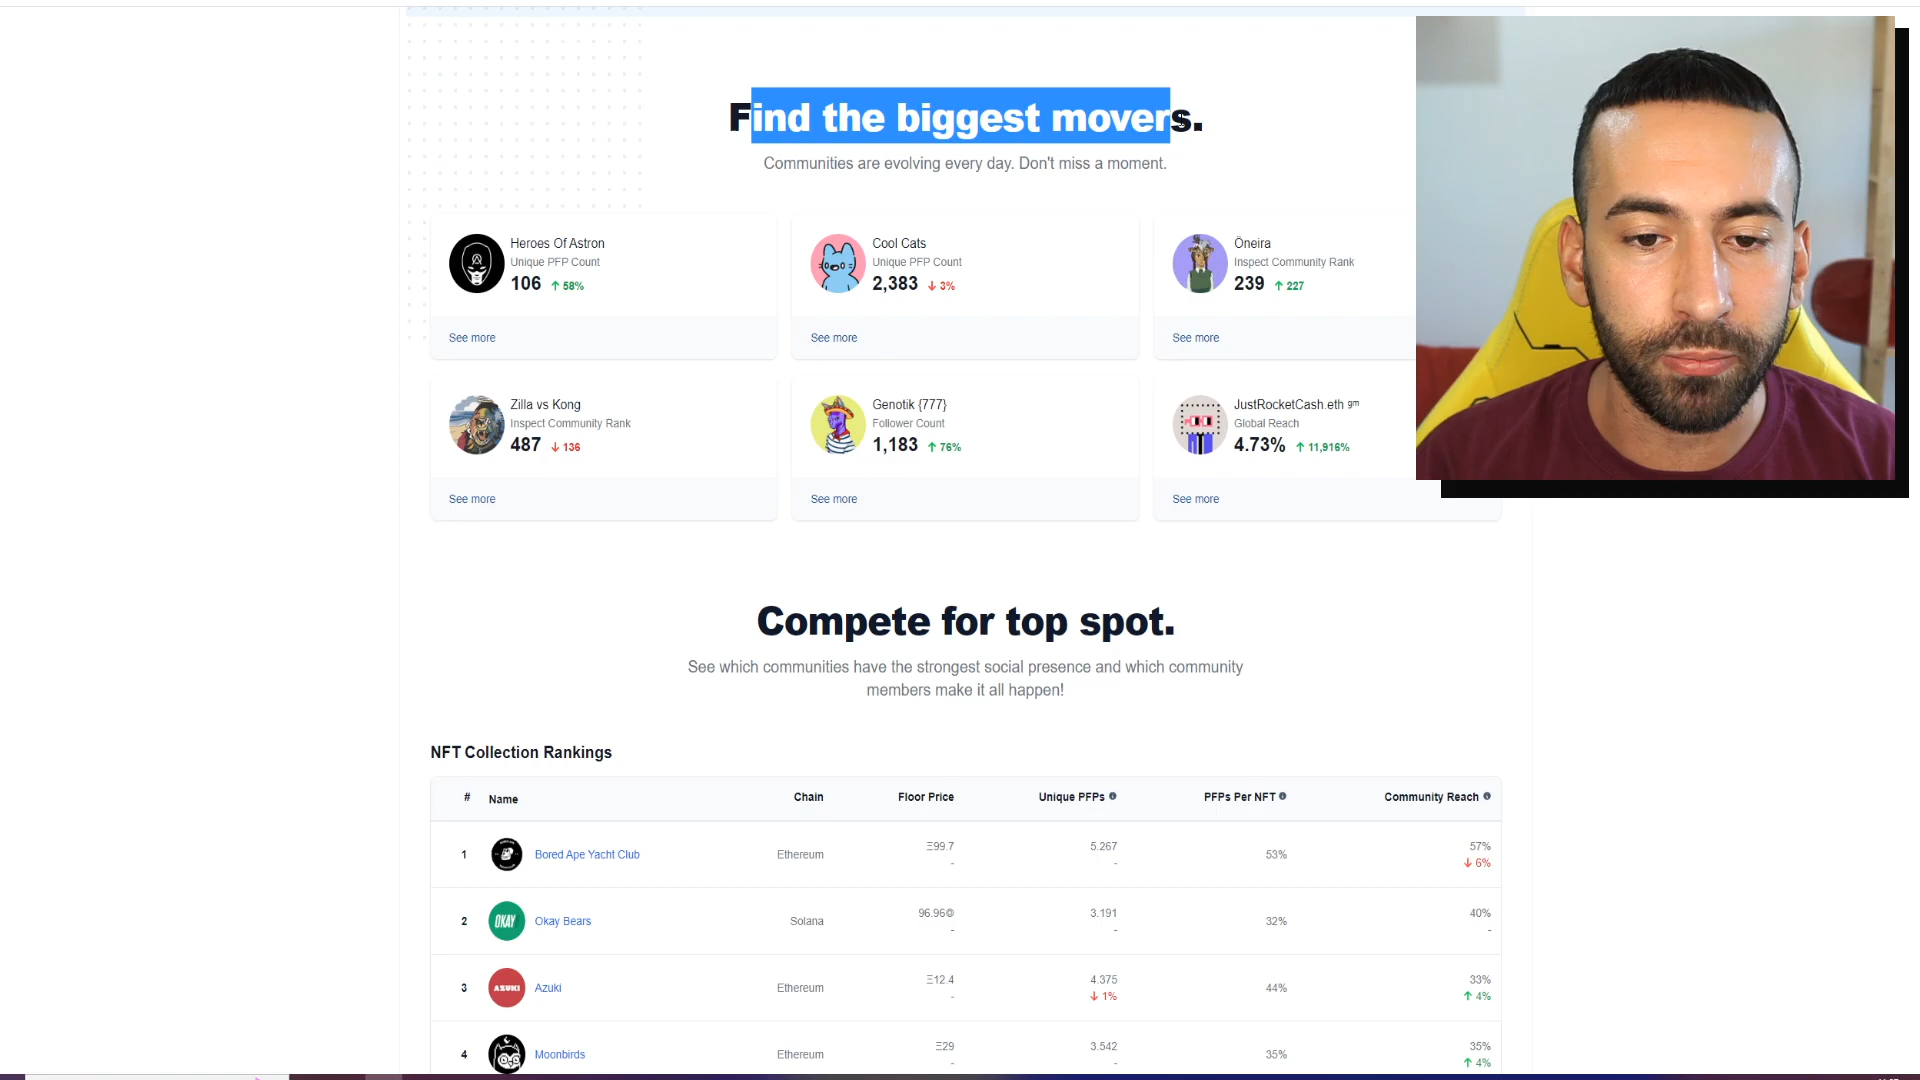 Find the biggest movers.
Communities are evolving every day. Don't miss a moment.
Heroes Of Astron
Unique PFP Count
106 ↑ 58%
See more
Cool Cats
Unique PFP Count
2,383 ↓ 3%
See more
Öneira
Inspect Community Rank
239 ↑ 227
See more
Zilla vs Kong
Inspect Community Rank
487 ↓ 136
See more
Genotik {777}
Follower Count
1,183 ↑ 76%
See more
JustRocketCash.eth gm
Global Reach
4.73% ↑ 11,916%
See more
Compete for top spot.
See which communities have the strongest social presence and which community
members make it all happen!
NFT Collection Rankings
# Name Chain Floor Price Unique PFPs PFPs Per NFT Community Reach
1 Bored Ape Yacht Club Ethereum Ξ99.7 5.267 53% 57%
- - ↓ 6%
2 OKAY Okay Bears Solana 96.96◎ 3.191 32% 40%
- - -
3 AZUKI Azuki Ethereum Ξ12.4 4.375 44% 33%
- ↓ 1% ↑ 4%
4 Moonbirds Ethereum Ξ29 3.542 35% 35%
- - ↑ 4%